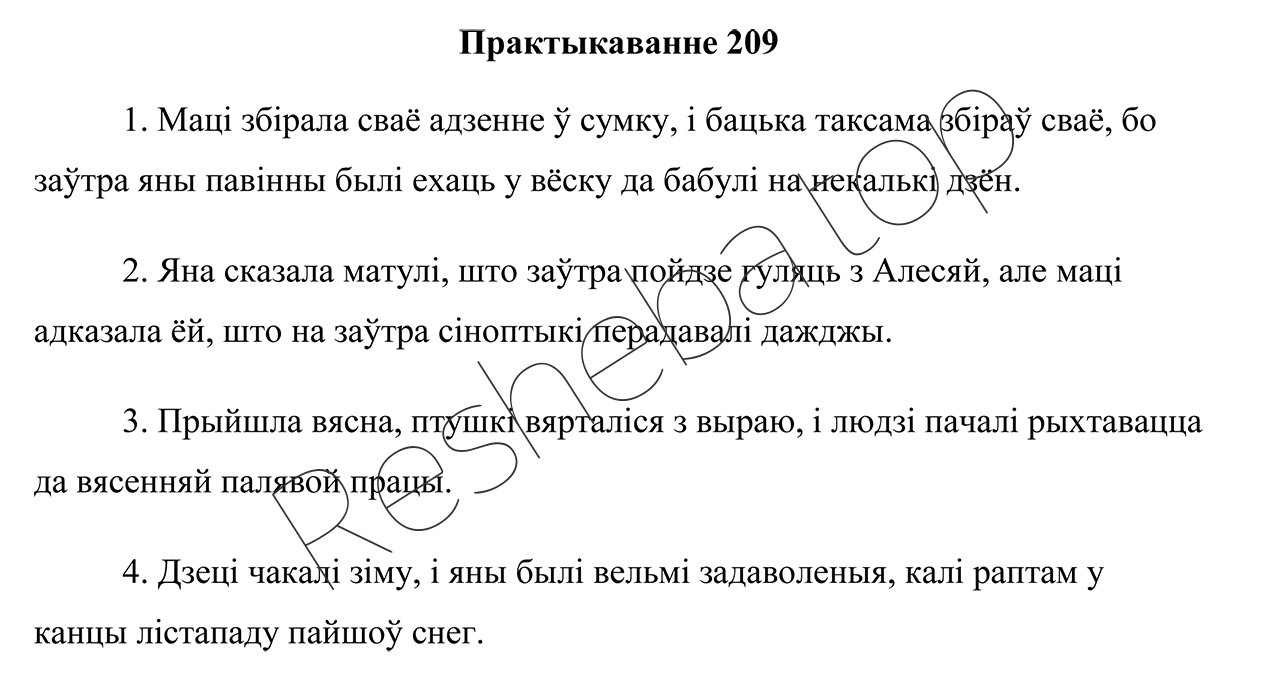 Практыкаванне 209
1. Маці збірала сваё адзенне ў сумку, і бацька таксама збіраў сваё, бо
заўтра яны павінны былі ехаць у вёску да бабулі на некалькі дзён.
2. Яна сказала матулі, што заўтра пойдзе гуляць з Алесяй, але маці
адказала ёй, што на заўтра сіноптыкі перадавалі дажджы.
3. Прыйшла вясна, птушкі вярталіся з выраю, і людзі пачалі рыхтавацца
да вясенняй палявой працы.
4. Дзеці чакалі зіму, і яны былі вельмі задаволеныя, калі раптам у
канцы лістападу пайшоў снег.
Resheba top